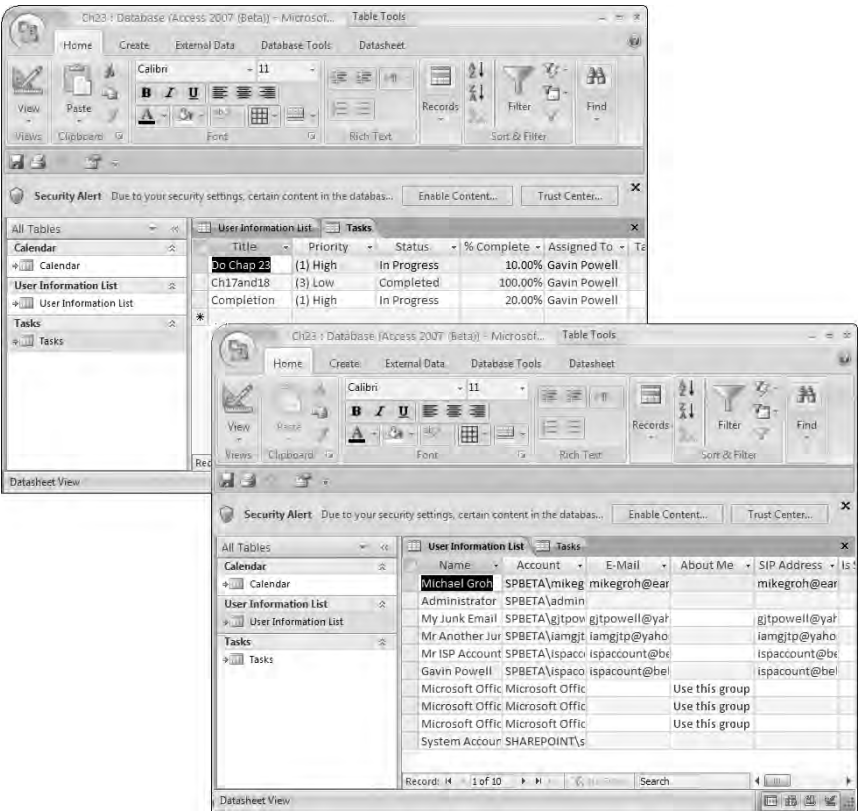 Ch23 : Database (Access 2007 (Beta)) - Microsof... Table Tools
Home Create External Data Database Tools Datasheet
Calibri 11
B I U
A ab
View Paste Records Filter Find
Views Clipboard Font Rich Text Sort & Filter
Security Alert Due to your security settings, certain content in the databas... Enable Content... Trust Center...
All Tables User Information List Tasks
Calendar Title Priority Status % Complete Assigned To Ta
Calendar Do Chap 23 (1) High In Progress 10.00% Gavin Powell
User Information List Ch17and18 (3) Low Completed 100.00% Gavin Powell
User Information List Completion (1) High In Progress 20.00% Gavin Powell
Tasks *
Tasks
Rec
Datasheet View
Ch23 : Database (Access 2007 (Beta)) - Microsof... Table Tools
Home Create External Data Database Tools Datasheet
Calibri 11
B I U
A
View Paste Records Filter Find
Views Clipboard Font Rich Text Sort & Filter
Security Alert Due to your security settings, certain content in the databas... Enable Content... Trust Center...
All Tables User Information List Tasks
Calendar Name Account E-Mail About Me SIP Address Is S
Calendar Michael Groh SPBETA\mikeg mikegroh@ear mikegroh@ear
User Information List Administrator SPBETA\admin
User Information List My Junk Email SPBETA\gjtpow gjtpowell@yah gjtpowell@yah
Tasks Mr Another Jun SPBETA\iamgjt iamgjtp@yaho iamgjtp@yaho
Tasks Mr ISP Account SPBETA\ispacc ispaccount@be ispaccount@be
Gavin Powell SPBETA\ispaco ispacount@bel ispacount@bel
Microsoft Offic Microsoft Offic Use this group
Microsoft Offic Microsoft Offic Use this group
Microsoft Offic Microsoft Offic Use this group
System Accoun SHAREPOINT\s
Record: 1 of 10 No Filter Search
Datasheet View